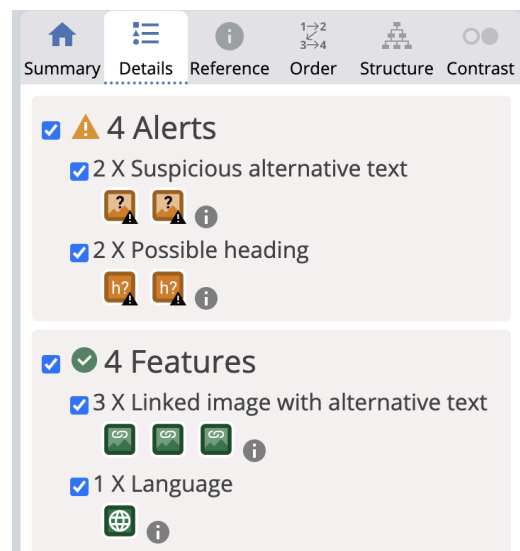 1→2
3→4
Summary Details Reference Order Structure Contrast
4 Alerts
2 X Suspicious alternative text
? ? i
2 X Possible heading
h? h? i
4 Features
3 X Linked image with alternative text
i
1 X Language
i